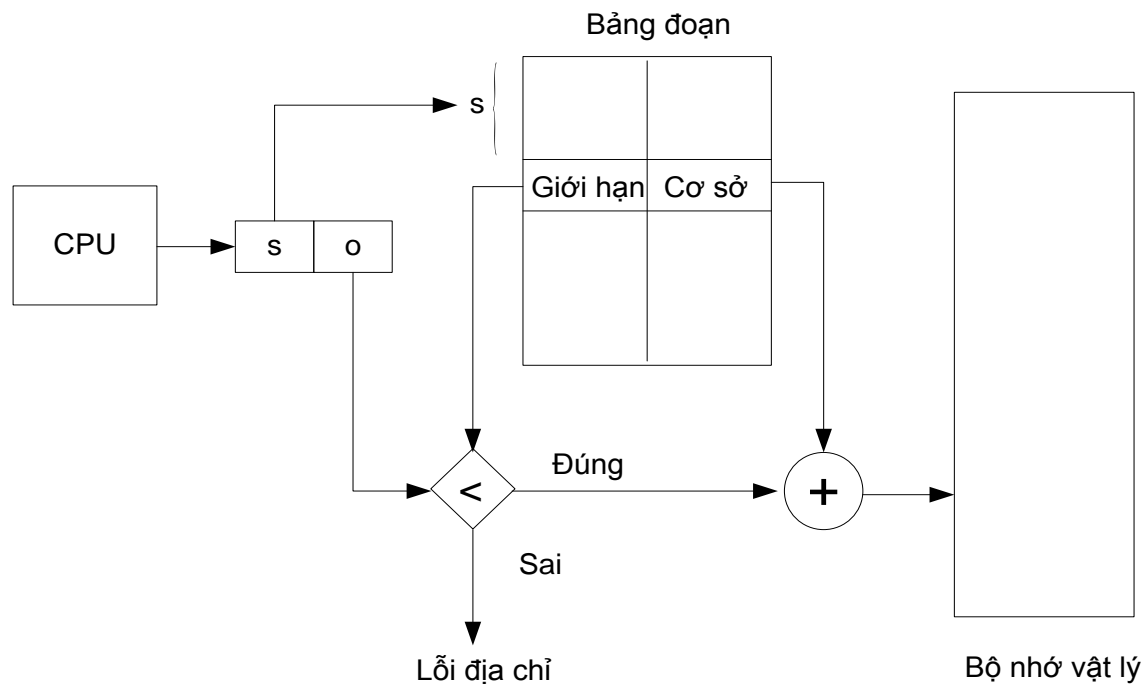 Bảng đoạn
s
Giới hạn Cơ sở
CPU
s o
<
Đúng
+
Sai
Lỗi địa chỉ
Bộ nhớ vật lý